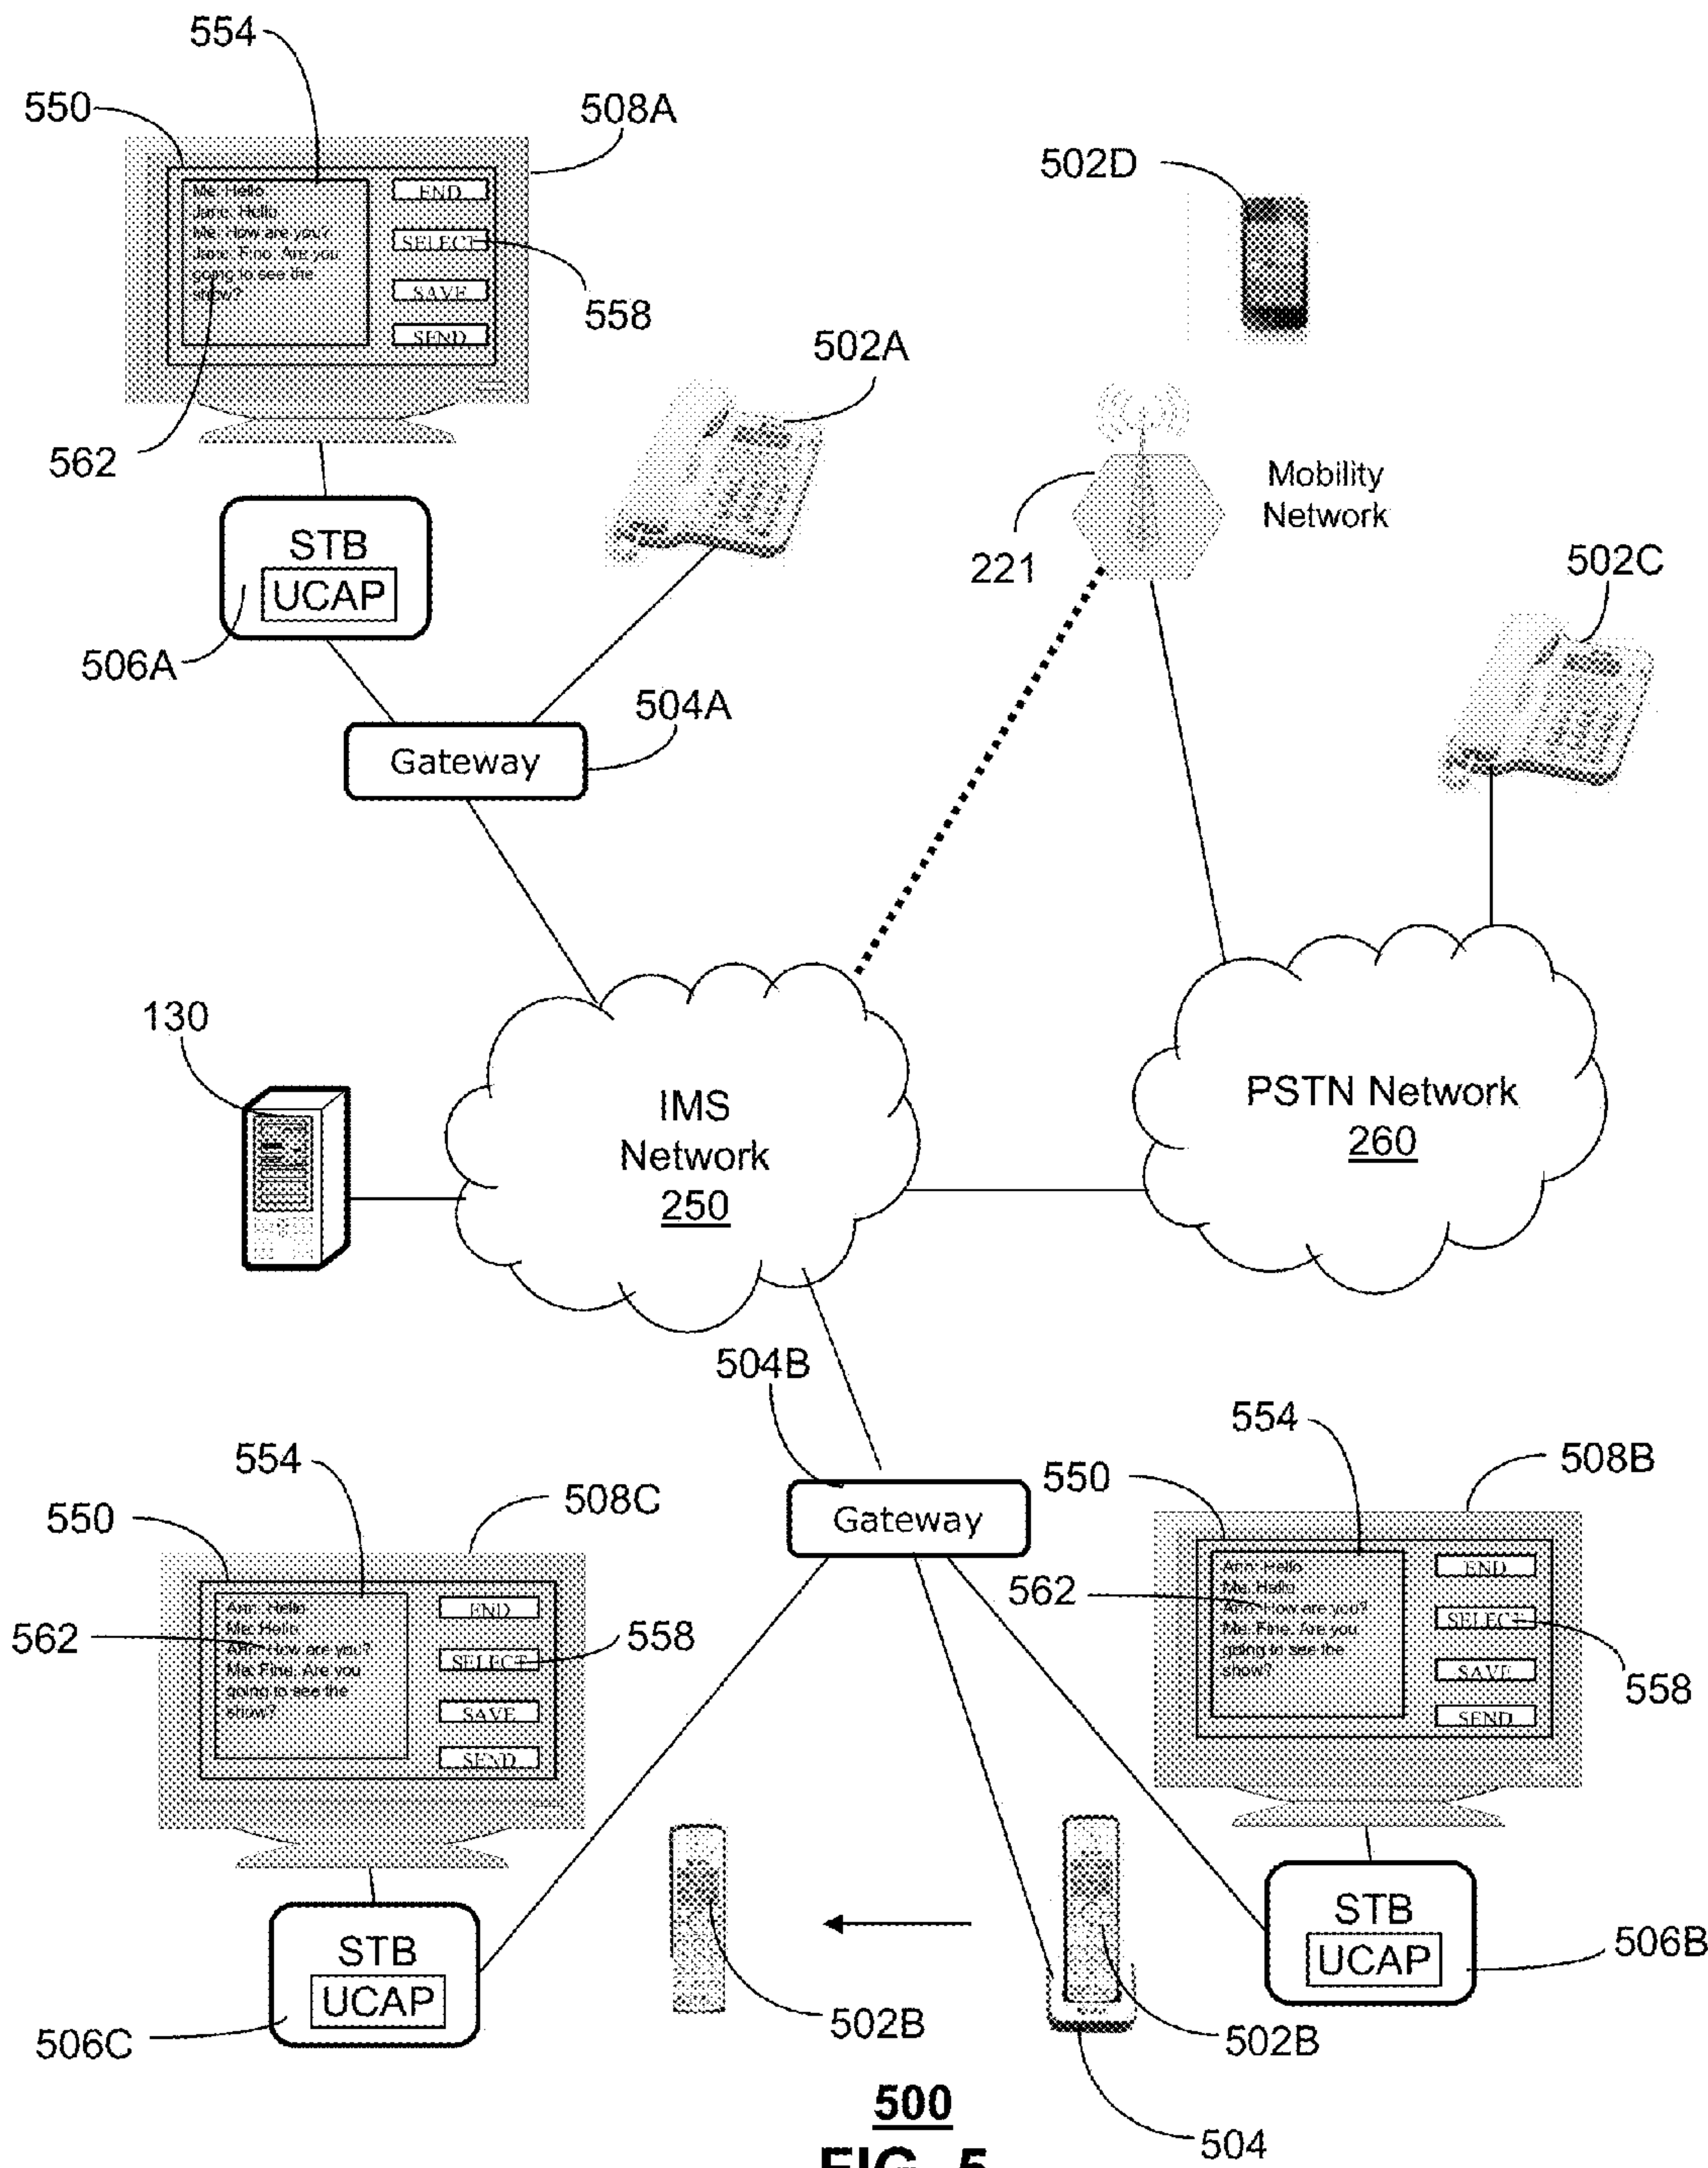 554
550
508A
Me: Hello
Jane: Hello
Me: How are you?
Jane: Fine. Are you
going to see the
show?
END
SELECT
SAVE
SEND
558
562
502D
502A
Mobility
Network
221
502C
STB
UCAP
506A
504A
Gateway
130
IMS
Network
250
PSTN Network
260
504B
Gateway
554
550
508C
Ann: Hello
Me: Hello
Ann: How are you?
Me: Fine. Are you
going to see the
show?
END
SELECT
SAVE
SEND
562
558
554
550
508B
Ann: Hello
Me: Hello
Ann: How are you?
Me: Fine. Are you
going to see the
show?
END
SELECT
SAVE
SEND
562
558
STB
UCAP
506C
502B
502B
STB
UCAP
506B
504
500
FIG. 5